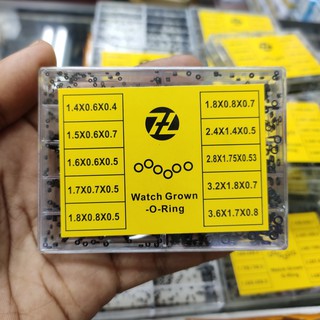 1.4X0.6X0.4
1.5X0.6X0.7
1.6X0.6X0.5
1.7X0.7X0.5
1.8X0.8X0.5
Watch Grown
-O-Ring
1.8X0.8X0.7
2.4X1.4X0.5
2.8X1.75X0.53
3.2X1.8X0.7
3.6X1.7X0.8